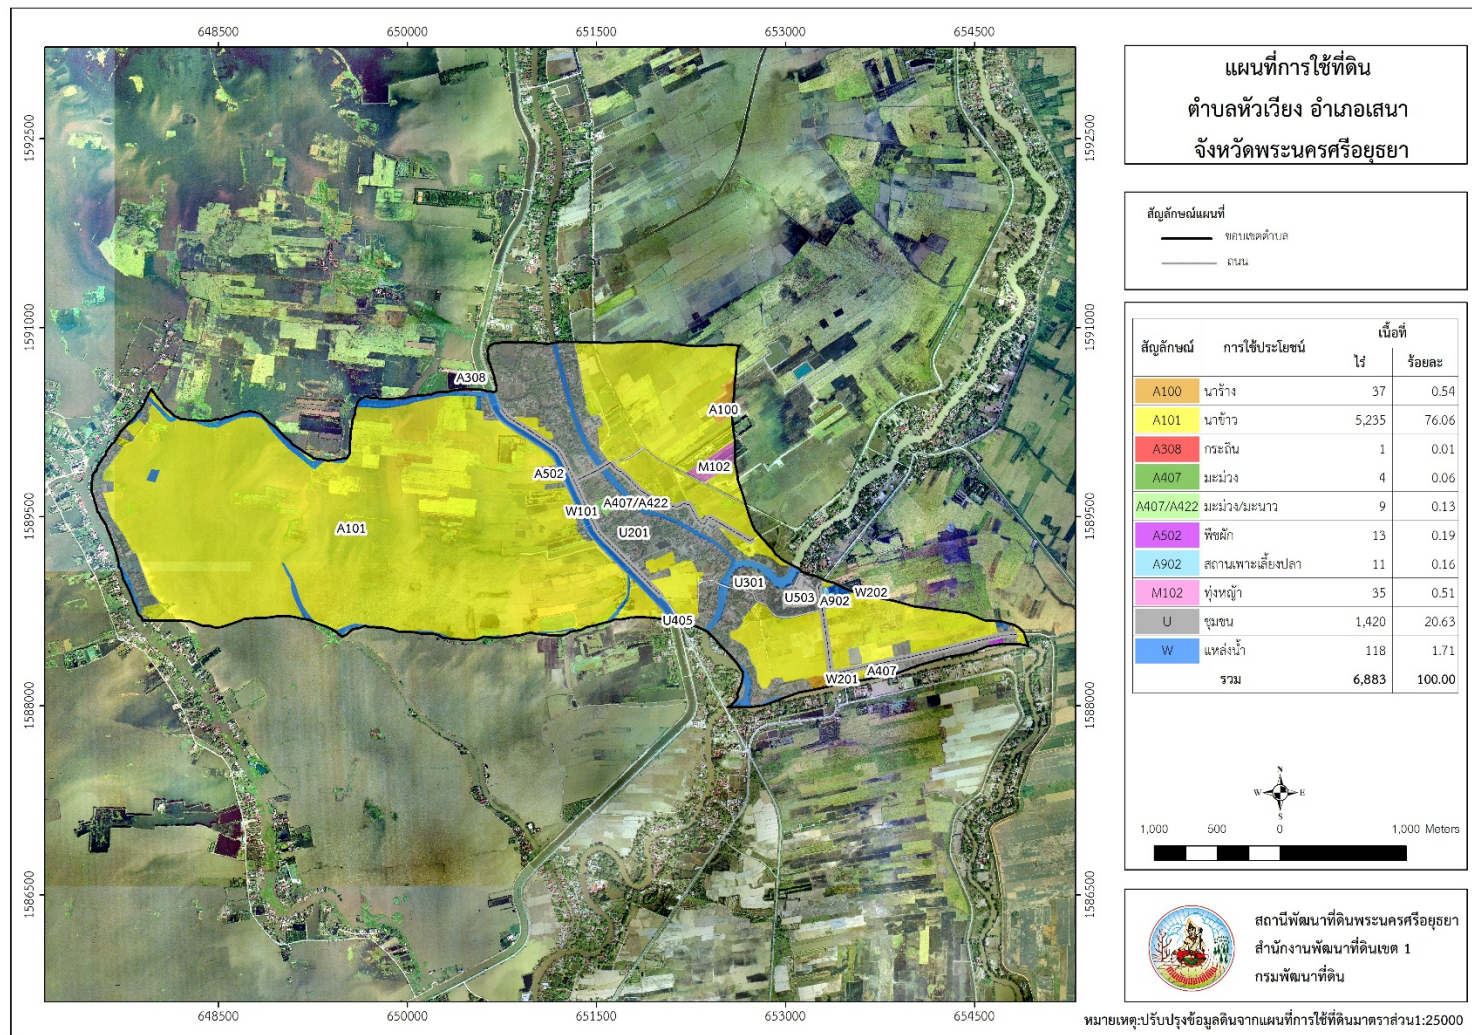 648500 650000 651500 653000 654500
1592500 1592500
1591000 1591000
1589500 1589500
1588000 1588000
1586500 1586500
A308
A100
M102
A502
A407/A422
W101
U201
A101
U301
U503
A902
W202
U405
A407
W201
แผนที่การใช้ที่ดิน
ตำบลหัวเวียง อำเภอเสนา
จังหวัดพระนครศรีอยุธยา
สัญลักษณ์แผนที่
ขอบเขตตำบล
ถนน
สัญลักษณ์ การใช้ประโยชน์ เนื้อที่
ไร่ ร้อยละ
A100 นาร้าง 37 0.54
A101 นาข้าว 5,235 76.06
A308 กระถิน 1 0.01
A407 มะม่วง 4 0.06
A407/A422 มะม่วง/มะนาว 9 0.13
A502 พืชผัก 13 0.19
A902 สถานเพาะเลี้ยงปลา 11 0.16
M102 ทุ่งหญ้า 35 0.51
U ชุมชน 1,420 20.63
W แหล่งน้ำ 118 1.71
รวม 6,883 100.00
N
W E
S
1,000 500 0 1,000 Meters
สถานีพัฒนาที่ดินพระนครศรีอยุธยา
สำนักงานพัฒนาที่ดินเขต 1
กรมพัฒนาที่ดิน
หมายเหตุ:ปรับปรุงข้อมูลดินจากแผนที่การใช้ที่ดินมาตราส่วน1:25000